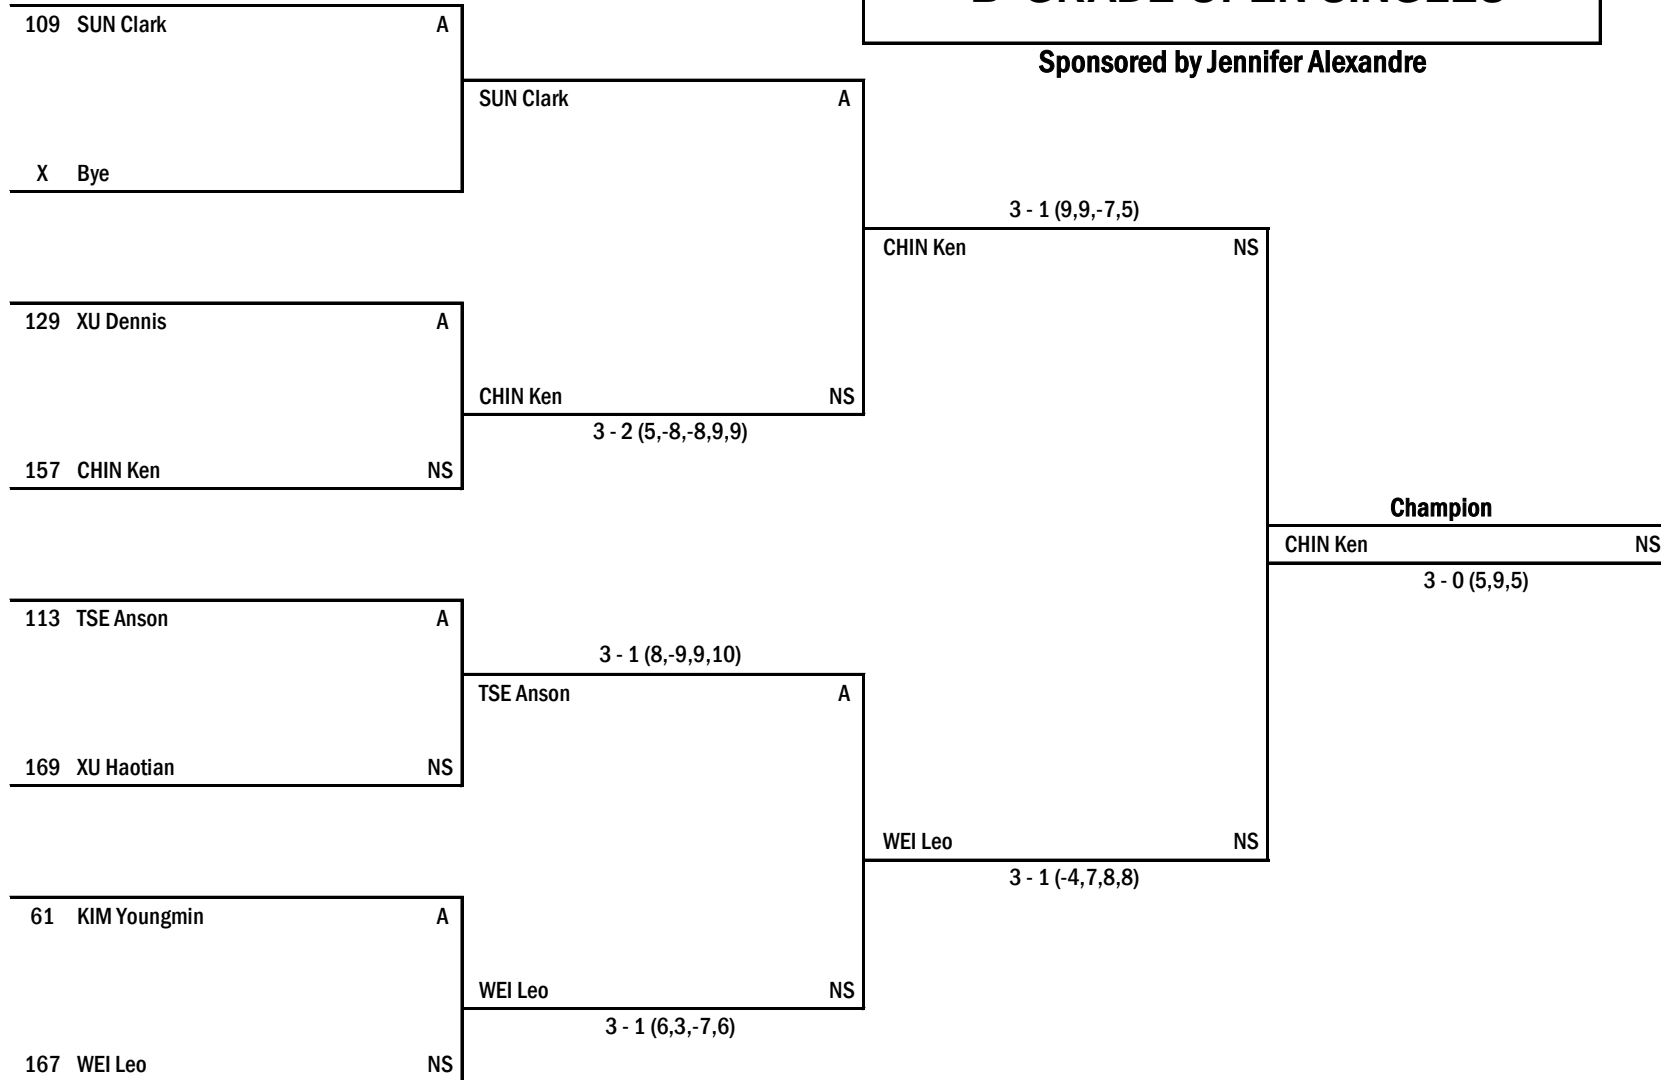 GRADE OPEN SINGLES
Sponsored by Jennifer Alexandre
109 SUN Clark A
X Bye
129 XU Dennis A
157 CHIN Ken NS
113 TSE Anson A
169 XU Haotian NS
61 KIM Youngmin A
167 WEI Leo NS
SUN Clark A
CHIN Ken NS
3 - 2 (5,-8,-8,9,9)
3 - 1 (8,-9,9,10)
TSE Anson A
WEI Leo NS
3 - 1 (6,3,-7,6)
3 - 1 (9,9,-7,5)
CHIN Ken NS
WEI Leo NS
3 - 1 (-4,7,8,8)
Champion
CHIN Ken NS
3 - 0 (5,9,5)